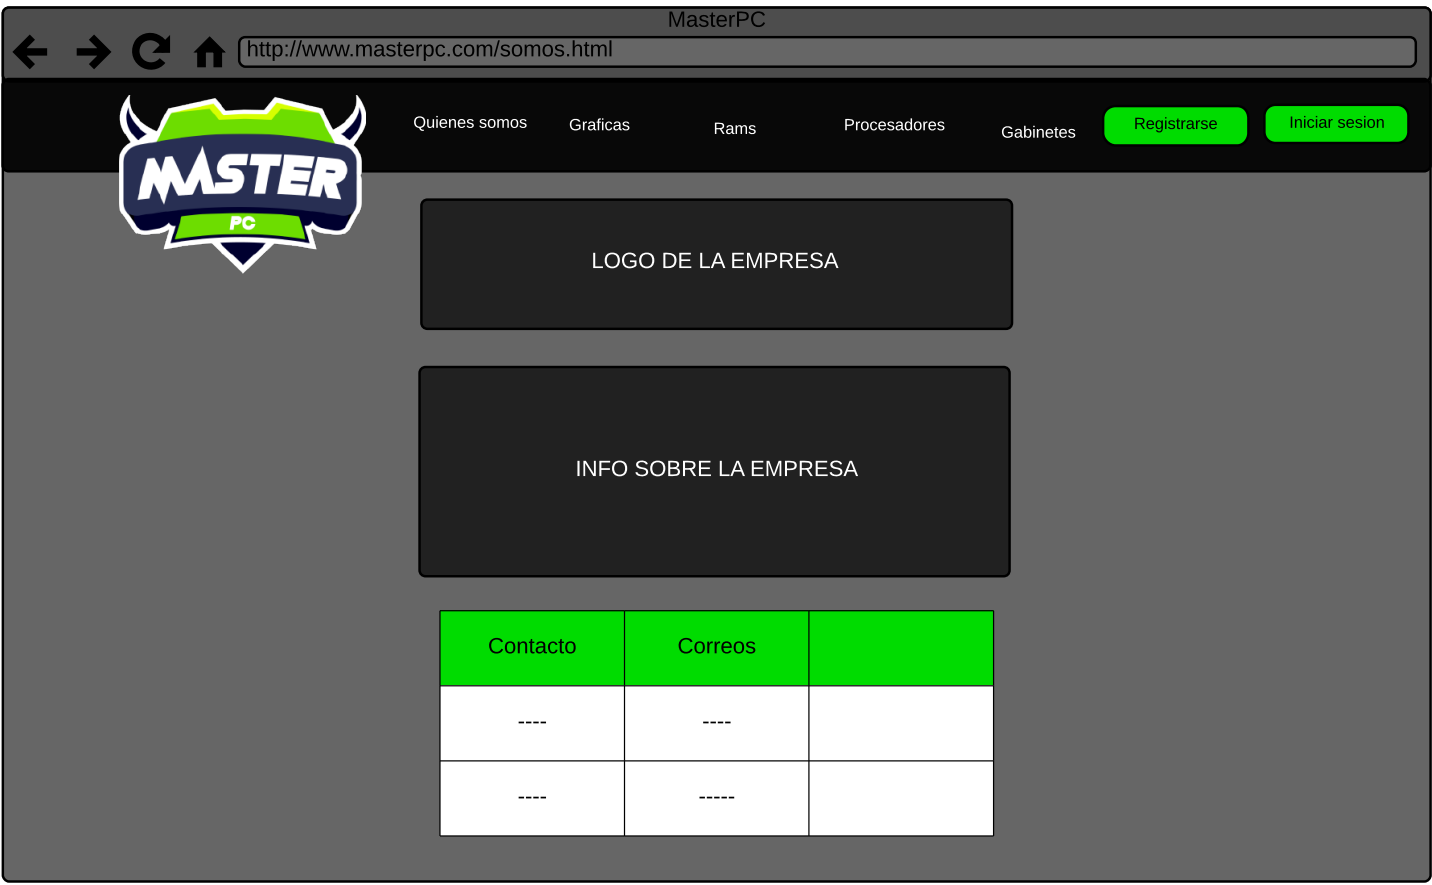 MasterPC
http://www.masterpc.com/somos.html
Quienes somos
Graficas
Rams
Procesadores
Gabinetes
Registrarse
Iniciar sesion
MASTER
PC
LOGO DE LA EMPRESA
INFO SOBRE LA EMPRESA
Contacto
Correos
----
----
----
-----